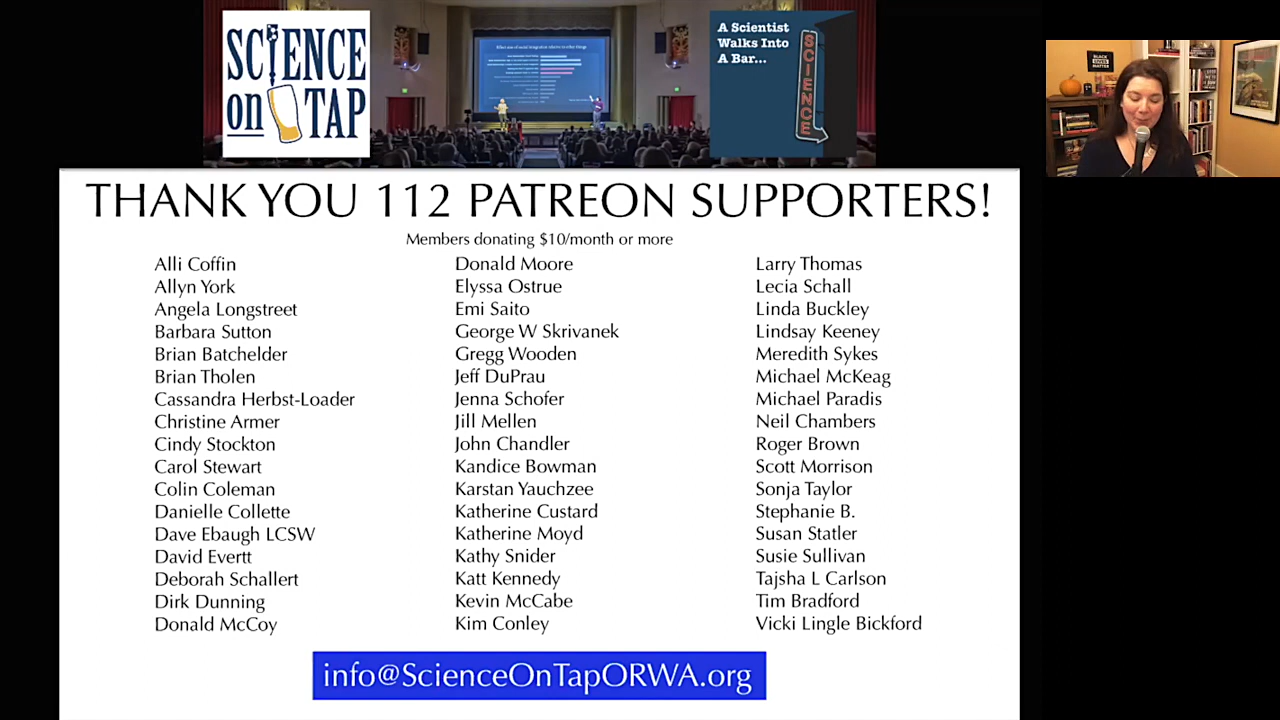 SCIENCE
on TAP
A Scientist
Walks Into
A Bar...
SCIENCE
BLACK LIVES
MATTER
THANK YOU 112 PATREON SUPPORTERS!
Members donating $10/month or more
Alli Coffin
Allyn York
Angela Longstreet
Barbara Sutton
Brian Batchelder
Brian Tholen
Cassandra Herbst-Loader
Christine Armer
Cindy Stockton
Carol Stewart
Colin Coleman
Danielle Collette
Dave Ebaugh LCSW
David Evertt
Deborah Schallert
Dirk Dunning
Donald McCoy
Donald Moore
Elyssa Ostrue
Emi Saito
George W Skrivanek
Gregg Wooden
Jeff DuPrau
Jenna Schofer
Jill Mellen
John Chandler
Kandice Bowman
Karstan Yauchzee
Katherine Custard
Katherine Moyd
Kathy Snider
Katt Kennedy
Kevin McCabe
Kim Conley
Larry Thomas
Lecia Schall
Linda Buckley
Lindsay Keeney
Meredith Sykes
Michael McKeag
Michael Paradis
Neil Chambers
Roger Brown
Scott Morrison
Sonja Taylor
Stephanie B.
Susan Statler
Susie Sullivan
Tajsha L Carlson
Tim Bradford
Vicki Lingle Bickford
info@ScienceOnTapORWA.org